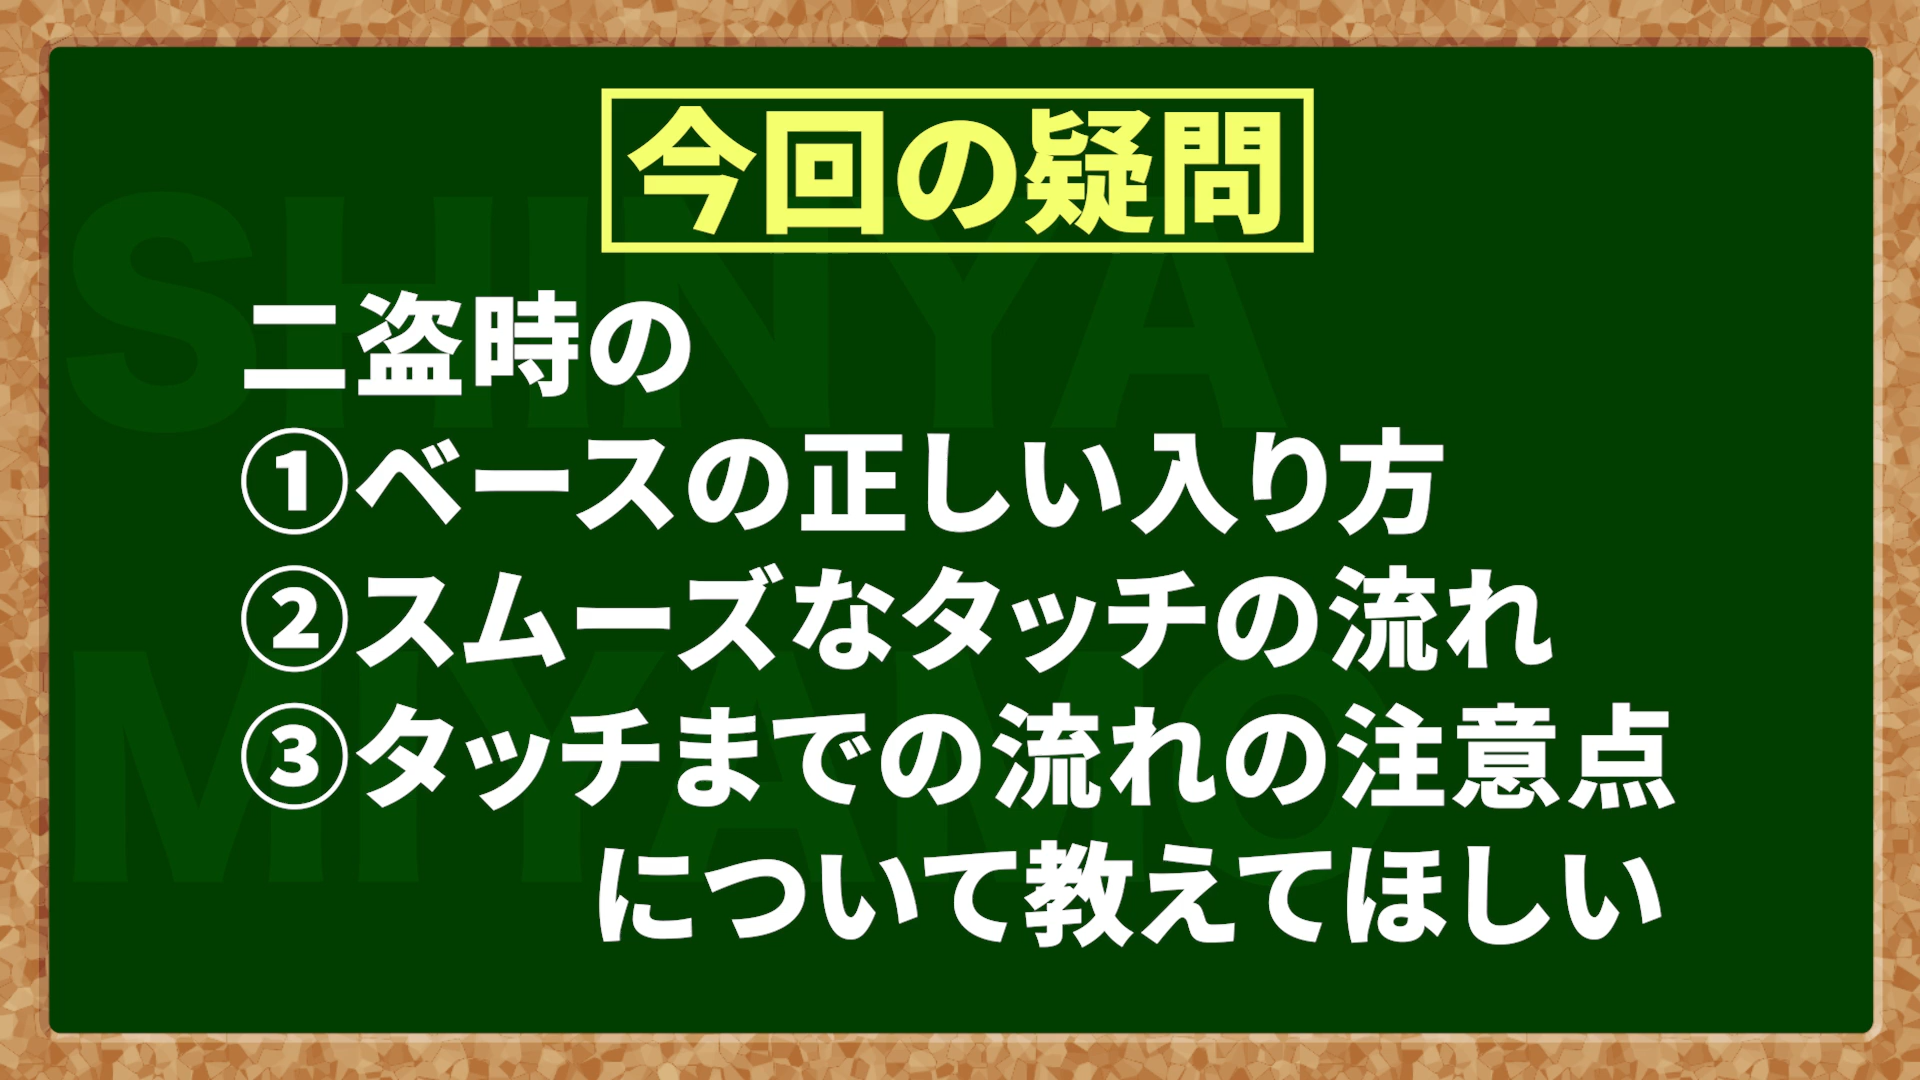 今回の疑問
SHINYA
二盗時の
①ベースの正しい入り方
②スムーズなタッチの流れ
MIYAMO
③タッチまでの流れの注意点
について教えてほしい